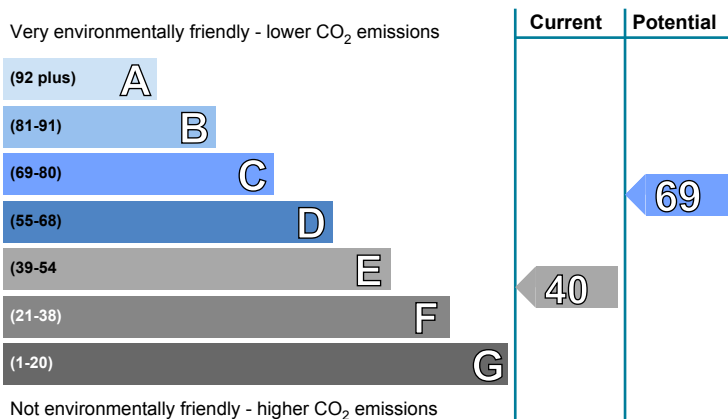 Current Potential
Very environmentally friendly - lower CO2 emissions
(92 plus) A
(81-91) B
(69-80) C
69
(55-68) D
(39-54 E
40
(21-38) F
(1-20) G
Not environmentally friendly - higher CO2 emissions